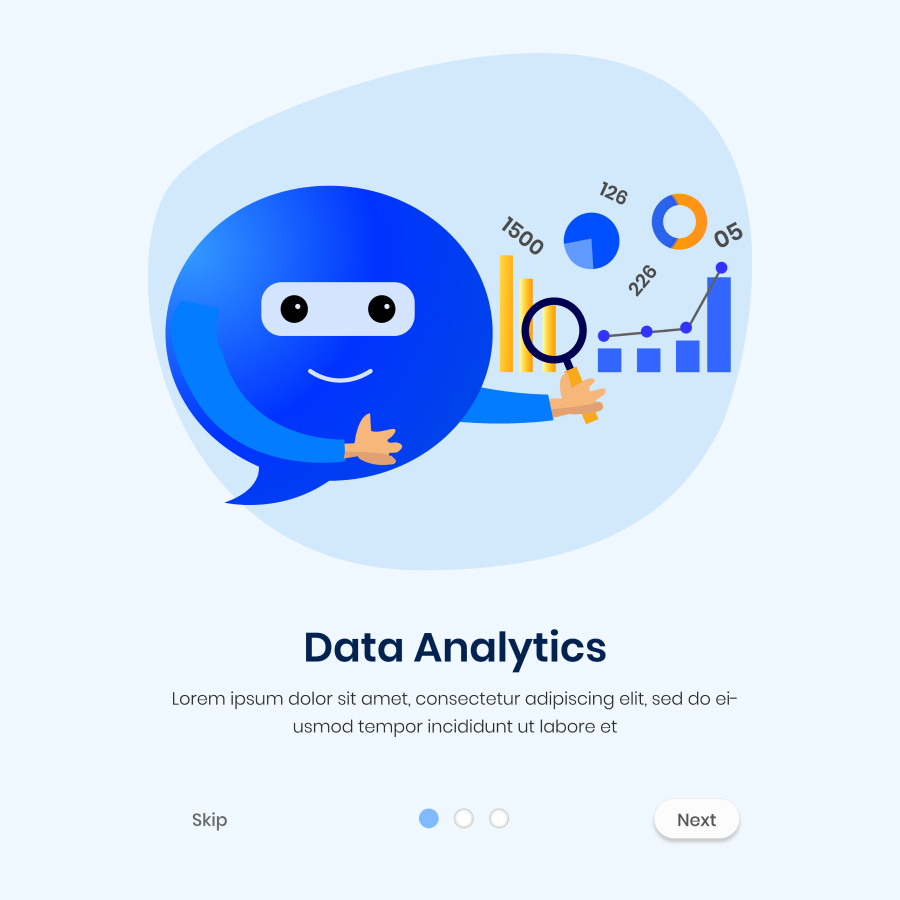 126
1500
05
226
Data Analytics
Lorem ipsum dolor sit amet, consectetur adipiscing elit, sed do ei-
usmod tempor incididunt ut labore et
Skip
Next